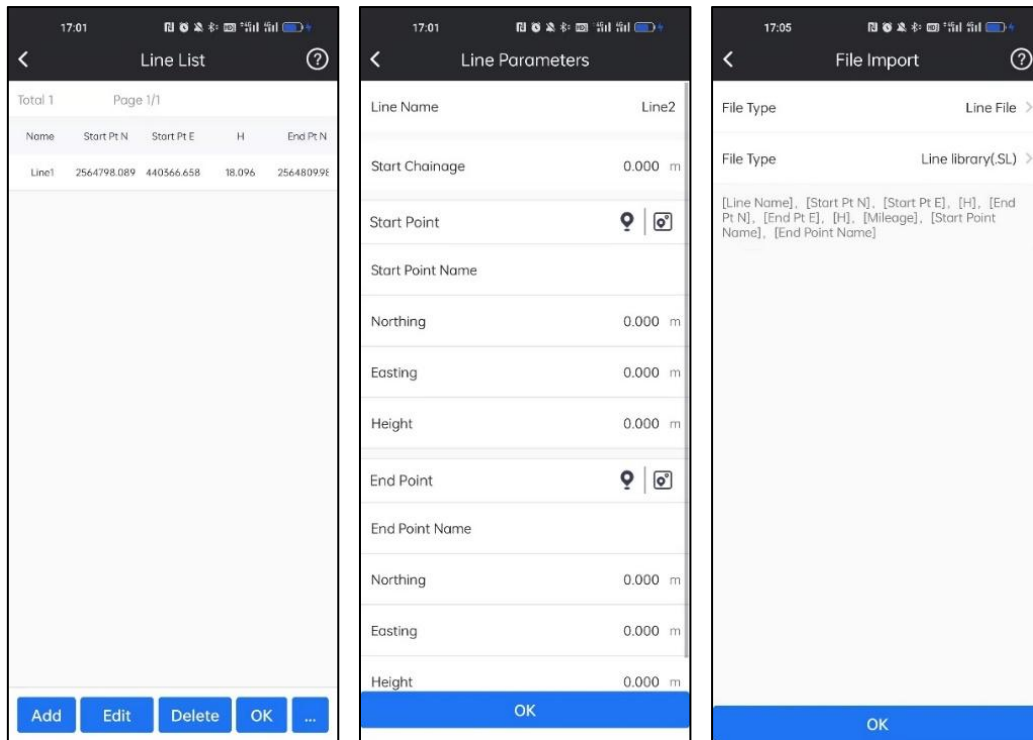 17:01
Line List
Total 1 Page 1/1
Name Start Pt N Start Pt E H End Pt N
Line1 2564798.089 440366.658 18.096 2564809.98
Add Edit Delete OK ...
17:01
Line Parameters
Line Name Line2
Start Chainage 0.000 m
Start Point
Start Point Name
Northing 0.000 m
Easting 0.000 m
Height 0.000 m
End Point
End Point Name
Northing 0.000 m
Easting 0.000 m
Height 0.000 m
OK
17:05
File Import
File Type Line File
File Type Line library(.SL)
[Line Name], [Start Pt N], [Start Pt E], [H], [End
Pt N], [End Pt E], [H], [Mileage], [Start Point
Name], [End Point Name]
OK